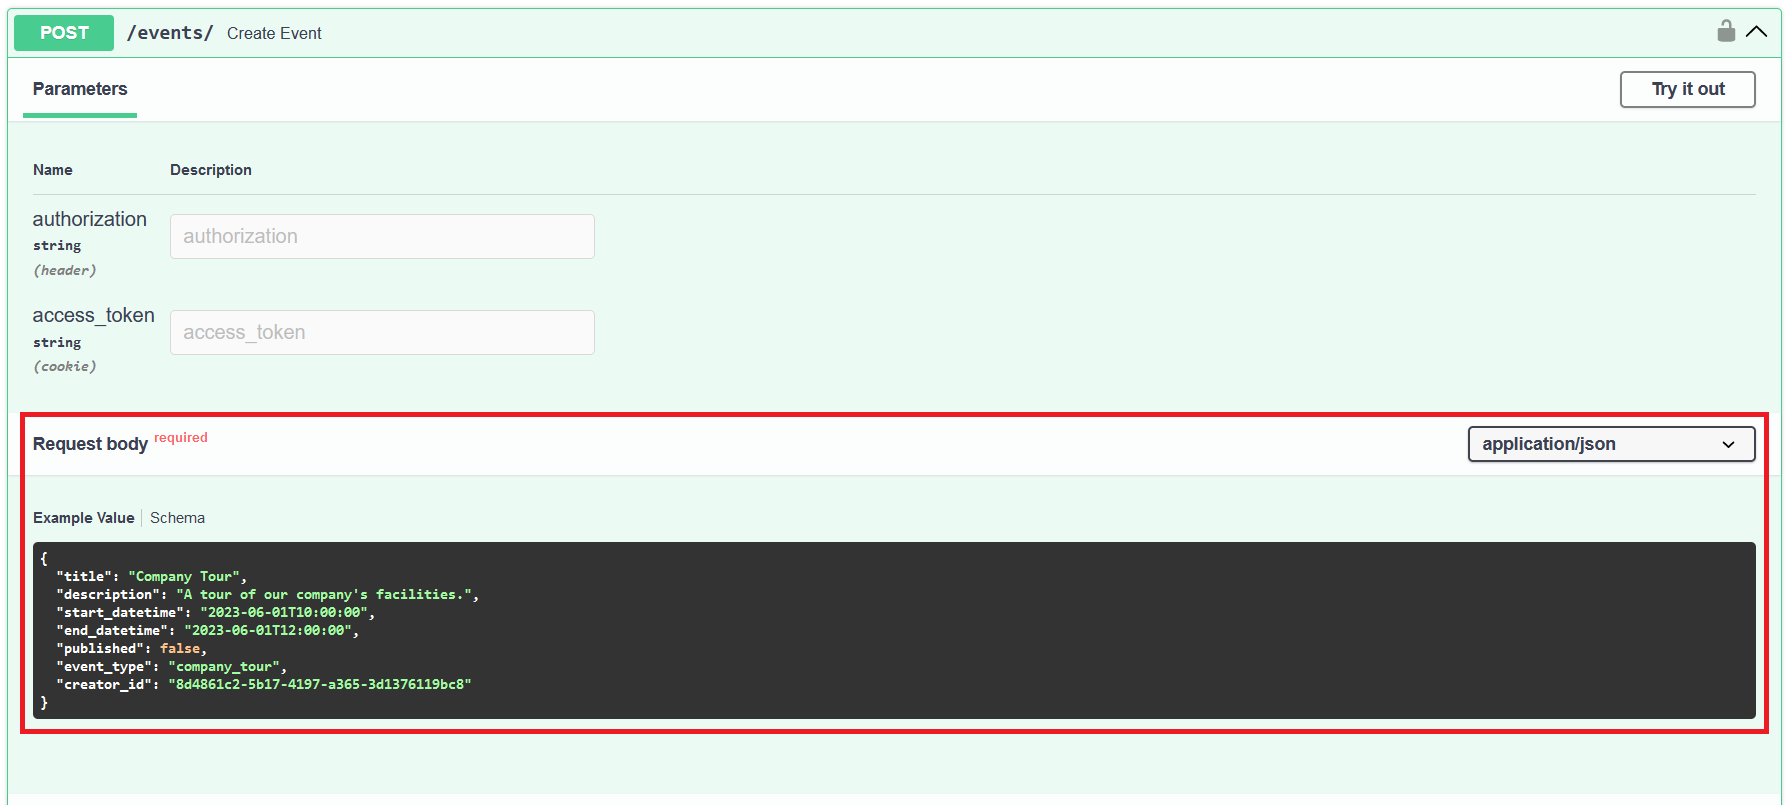 POST /events/ Create Event
Parameters
Try it out
Name Description
authorization
string
(header)
authorization
access_token
string
(cookie)
access_token
Request body required
application/json
Example Value Schema
{
  "title": "Company Tour",
  "description": "A tour of our company's facilities.",
  "start_datetime": "2023-06-01T10:00:00",
  "end_datetime": "2023-06-01T12:00:00",
  "published": false,
  "event_type": "company_tour",
  "creator_id": "8d4861c2-5b17-4197-a365-3d1376119bc8"
}